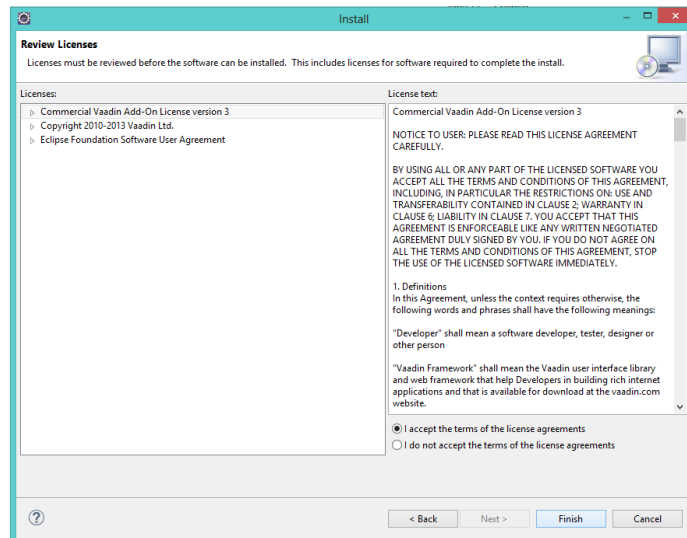 Install
Review Licenses
Licenses must be reviewed before the software can be installed. This includes licenses for software required to complete the install.
Licenses:
Commercial Vaadin Add-On License version 3
Copyright 2010-2013 Vaadin Ltd.
Eclipse Foundation Software User Agreement
License text:
Commercial Vaadin Add-On License version 3
NOTICE TO USER: PLEASE READ THIS LICENSE AGREEMENT
CAREFULLY.
BY USING ALL OR ANY PART OF THE LICENSED SOFTWARE YOU
ACCEPT ALL THE TERMS AND CONDITIONS OF THIS AGREEMENT,
INCLUDING, IN PARTICULAR THE RESTRICTIONS ON: USE AND
TRANSFERABILITY CONTAINED IN CLAUSE 2; WARRANTY IN
CLAUSE 6; LIABILITY IN CLAUSE 7. YOU ACCEPT THAT THIS
AGREEMENT IS ENFORCEABLE LIKE ANY WRITTEN NEGOTIATED
AGREEMENT DULY SIGNED BY YOU. IF YOU DO NOT AGREE ON
ALL THE TERMS AND CONDITIONS OF THIS AGREEMENT, STOP
THE USE OF THE LICENSED SOFTWARE IMMEDIATELY.
1. Definitions
In this Agreement, unless the context requires otherwise, the
following words and phrases shall have the following meanings:
"Developer" shall mean a software developer, tester, designer or
other person
"Vaadin Framework" shall mean the Vaadin user interface library
and web framework that help Developers in building rich internet
applications and that is available for download at the vaadin.com
website.
I accept the terms of the license agreements
I do not accept the terms of the license agreements
< Back
Next >
Finish
Cancel